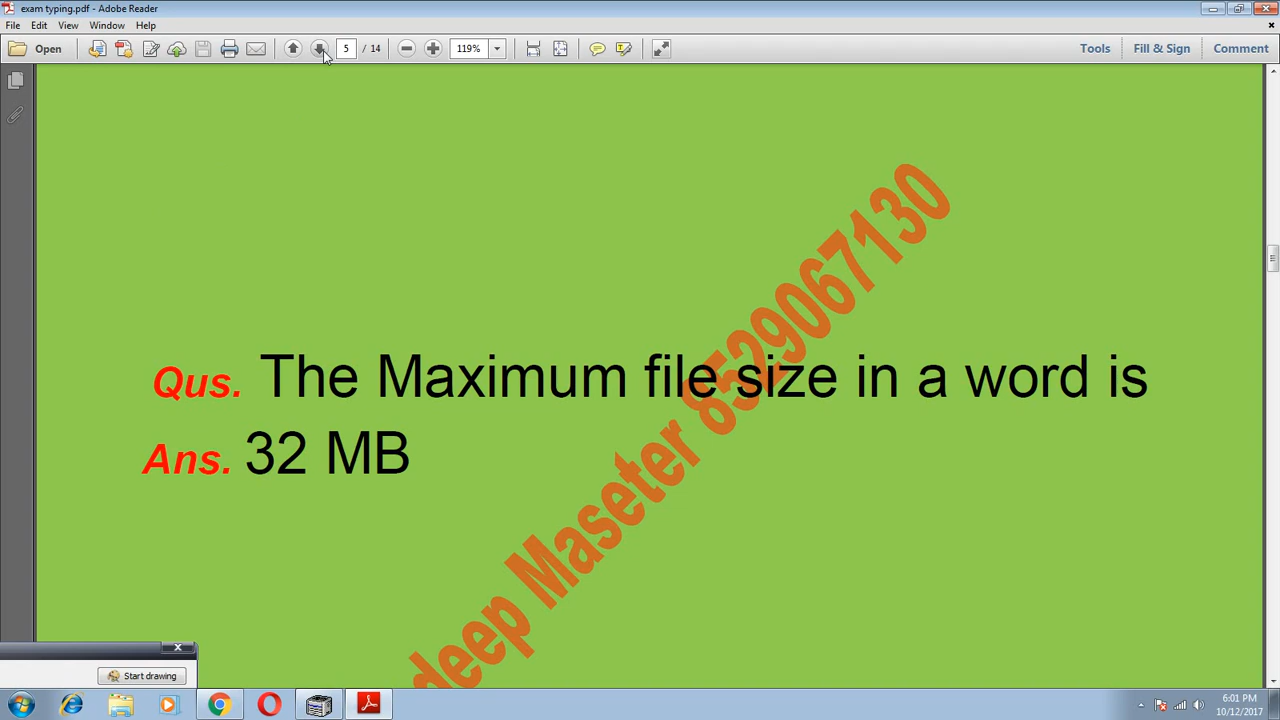 exam typing.pdf - Adobe Reader
File Edit View Window Help
Open 5 / 14 119% Tools Fill & Sign Comment
Qus. The Maximum file size in a word is
Ans. 32 MB
deep Maseter 8529067130
Start drawing
6:01 PM
10/12/2017